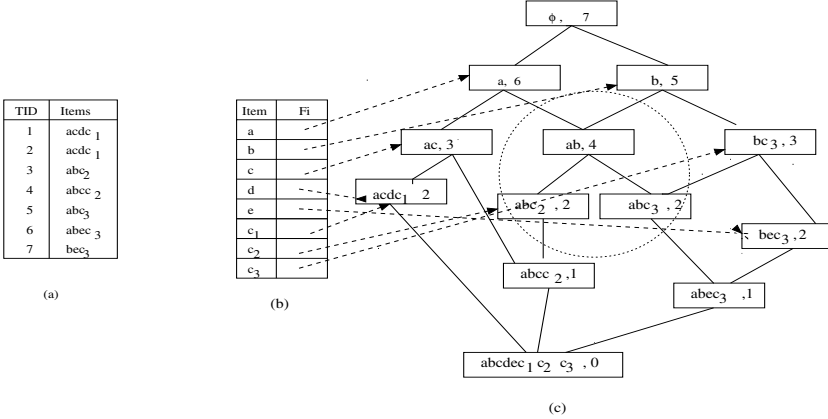 TID Items
1 acdc 1
2 acdc 1
3 abc2
4 abcc 2
5 abc3
6 abec 3
7 bec3
(a)
Item Fi
a
b
c
d
e
c1
c2
c3
(b)
ϕ , 7
a, 6
b, 5
ac, 3
ab, 4
bc 3, 3
acdc1 2
abc2 , 2
abc3 , 2
bec3, 2
abcc 2 ,1
abec3 ,1
abcdec1 c2 c3 , 0
(c)